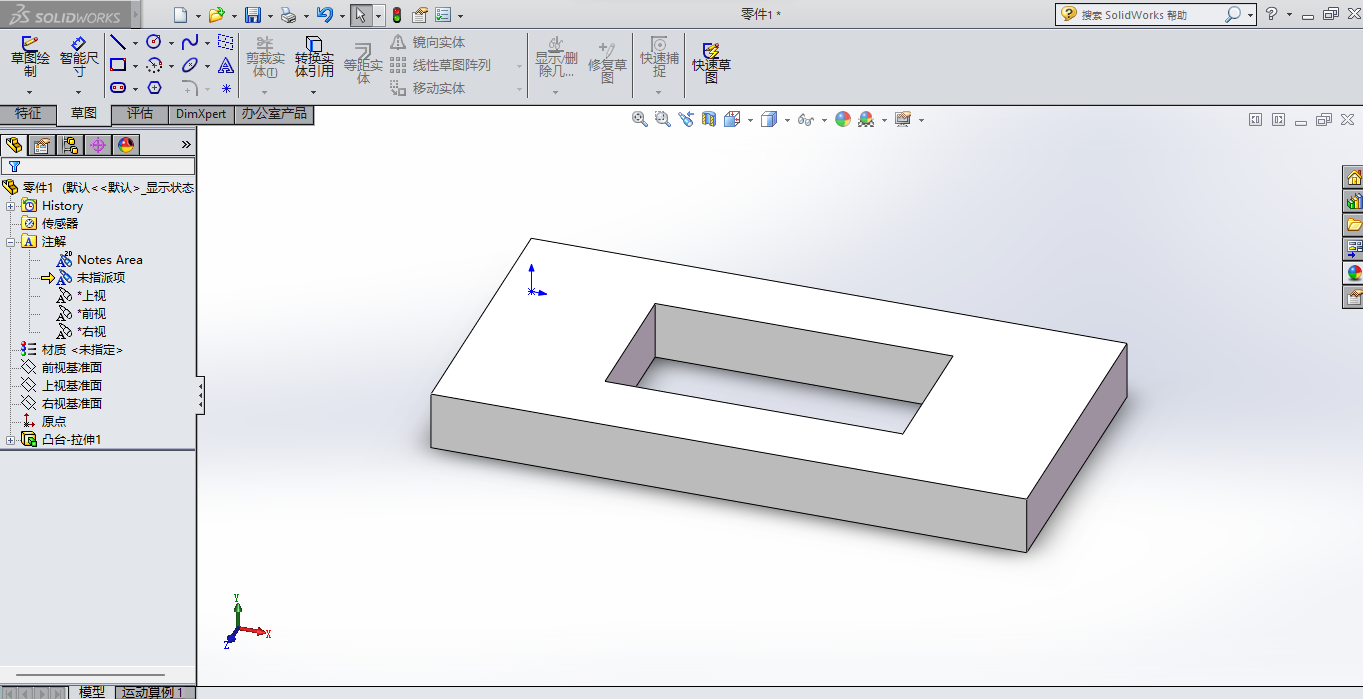 SOLIDWORKS
零件1 *
搜索 SolidWorks 帮助
草图绘制
智能尺寸
剪裁实体(I)
转换实体引用
等距实体
镜向实体
线性草图阵列
移动实体
显示/删除几...
修复草图
快速捕捉
快速草图
特征 草图 评估 DimXpert 办公室产品
零件1 (默认<<默认>_显示状态
History
传感器
A 注解
Notes Area
未指派项
*上视
*前视
*右视
材质 <未指定>
前视基准面
上视基准面
右视基准面
原点
凸台-拉伸1
Y
X
Z
模型 运动算例 1